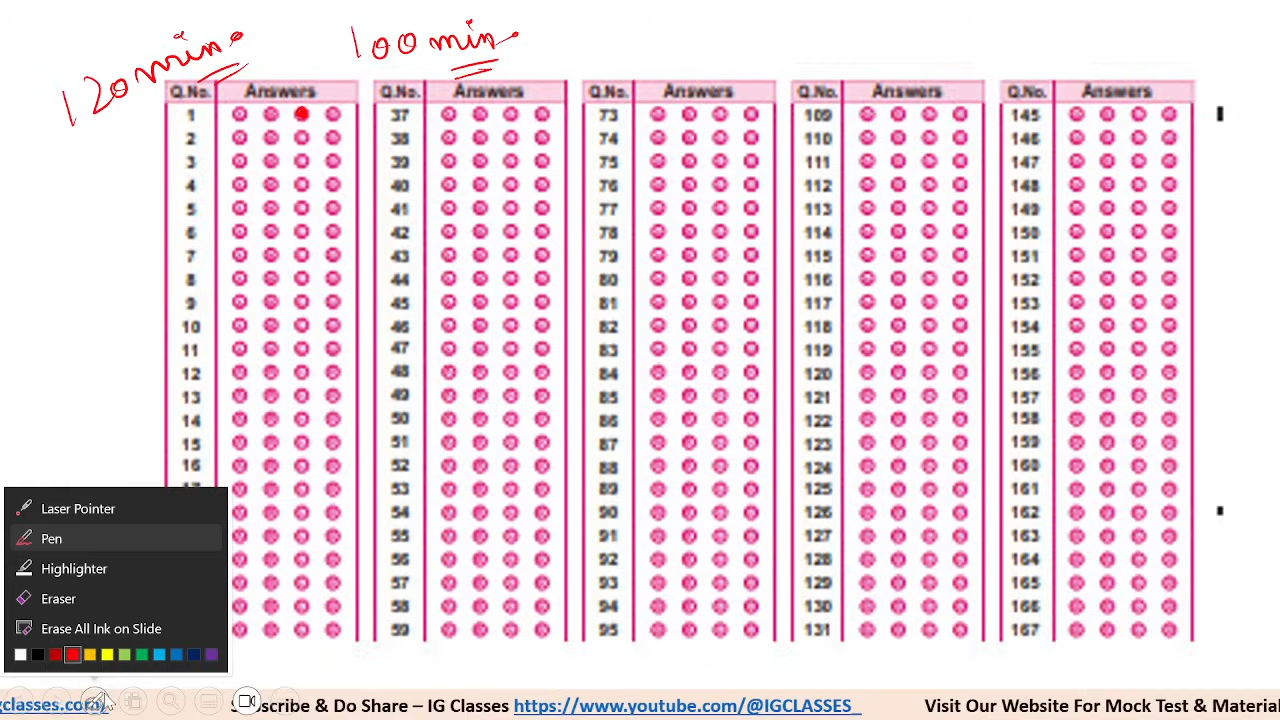 120 min. 100 min.
Q.No. Answers Q.No. Answers Q.No. Answers Q.No. Answers Q.No. Answers
1 37 73 109 145
2 38 74 110 146
3 39 75 111 147
4 40 76 112 148
5 41 77 113 149
6 42 78 114 150
7 43 79 115 151
8 44 80 116 152
9 45 81 117 153
10 46 82 118 154
11 47 83 119 155
12 48 84 120 156
13 49 85 121 157
14 50 86 122 158
15 51 87 123 159
16 52 88 124 160
53 89 125 161
54 90 126 162
55 91 127 163
56 92 128 164
57 93 129 165
58 94 130 166
59 95 131 167
Laser Pointer
Pen
Highlighter
Eraser
Erase All Ink on Slide
gclasses.com) Subscribe & Do Share – IG Classes https://www.youtube.com/@IGCLASSES_ Visit Our Website For Mock Test & Material